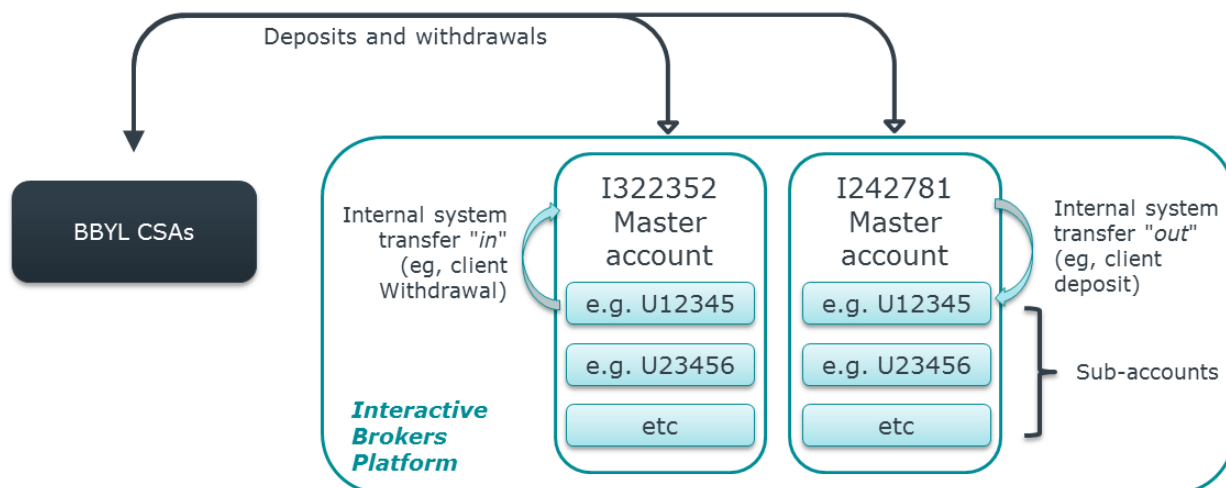 Deposits and withdrawals
BBYL CSAs
Internal system
transfer "in"
(eg, client
Withdrawal)
I322352
Master
account
e.g. U12345
e.g. U23456
etc
I242781
Master
account
e.g. U12345
e.g. U23456
etc
Internal system
transfer "out"
(eg, client
deposit)
Sub-accounts
Interactive
Brokers
Platform